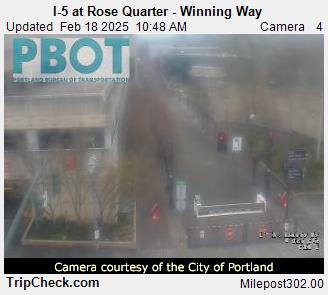 I-5 at Rose Quarter - Winning Way
Updated Feb 18 2025 10:48 AM Camera 4
PBOT
PORTLAND BUREAU OF TRANSPORTATION
Camera courtesy of the City of Portland
TripCheck.com Milepost302.00